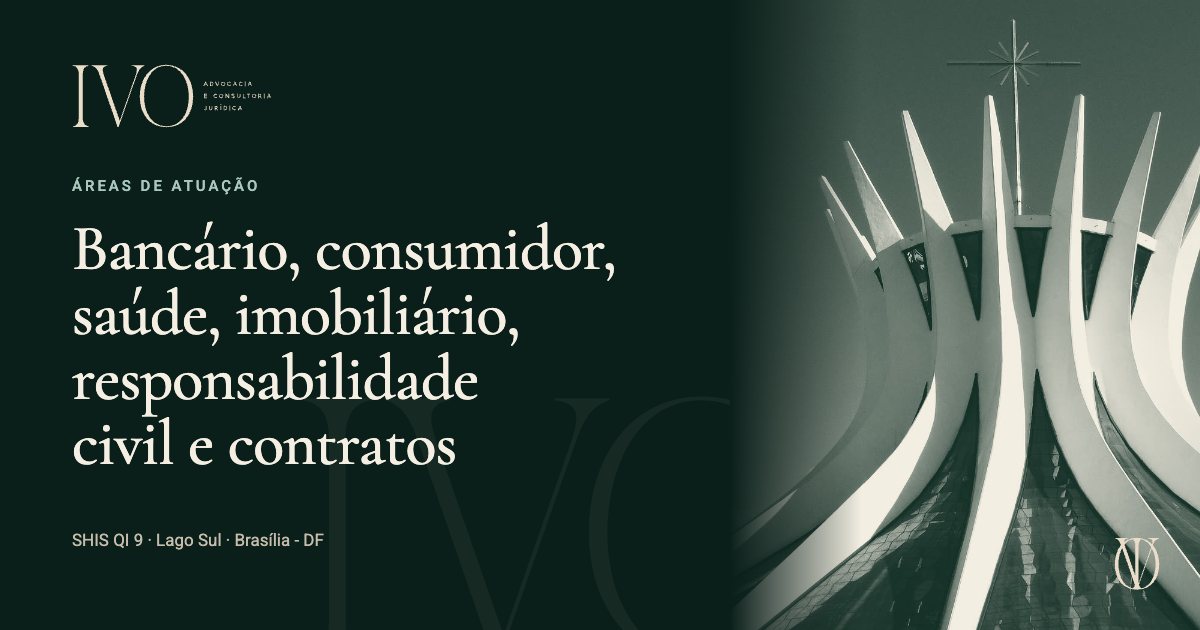 IVO
ADVOCACIA
E CONSULTORIA
JURÍDICA
ÁREAS DE ATUAÇÃO
Bancário, consumidor,
saúde, imobiliário,
responsabilidade
civil e contratos
SHIS QI 9 · Lago Sul · Brasília - DF
IVO